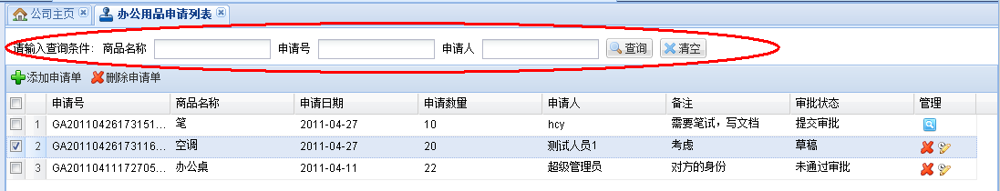 公司主页 办公用品申请列表
请输入查询条件: 商品名称 申请号 申请人 查询 清空
添加申请单 删除申请单
申请号 商品名称 申请日期 申请数量 申请人 备注 审批状态 管理
1 GA20110426173151... 笔 2011-04-27 10 hcy 需要笔试，写文档 提交审批
2 GA20110426173116... 空调 2011-04-27 20 测试人员1 考虑 草稿
3 GA20110411172705... 办公桌 2011-04-11 22 超级管理员 对方的身份 未通过审批